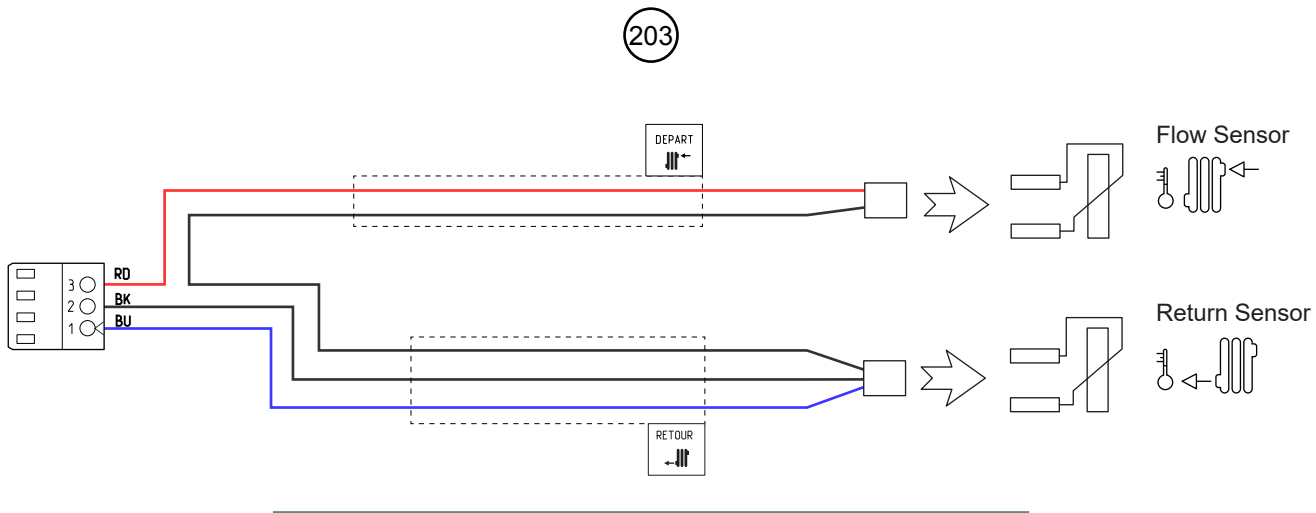 203
DEPART
Flow Sensor
3 RD
2 BK
1 BU
Return Sensor
RETOUR